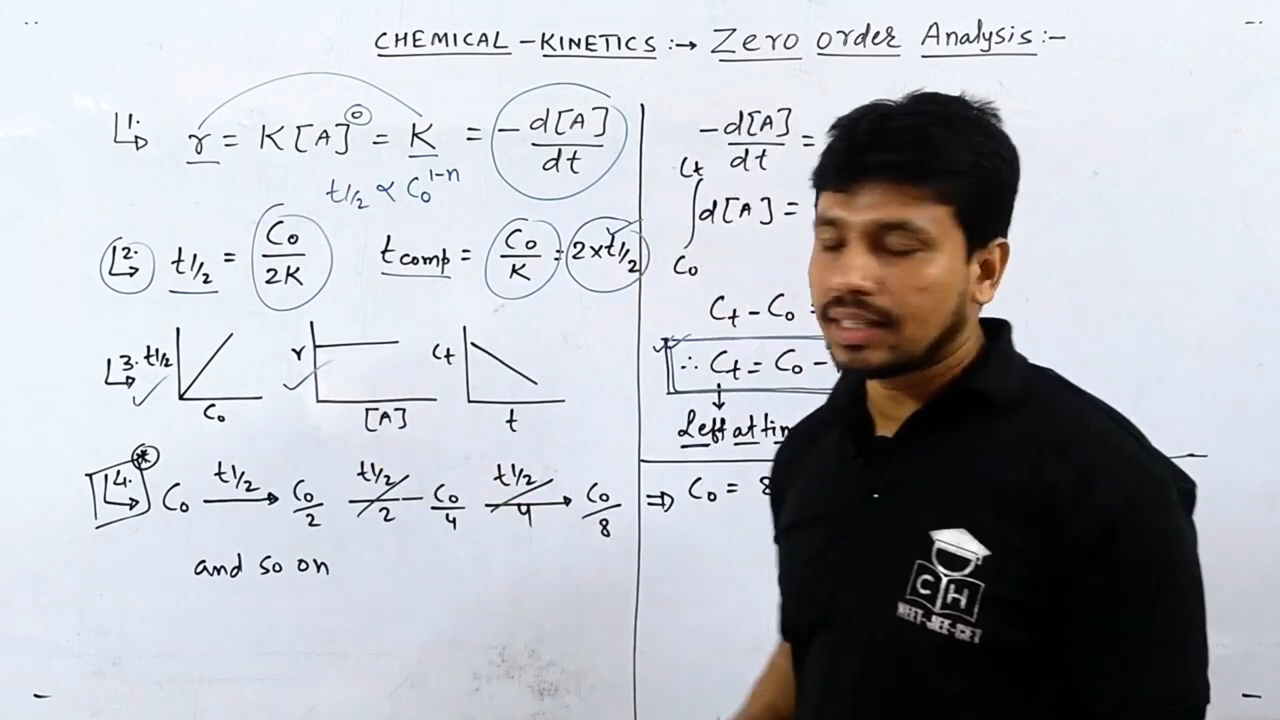 CHEMICAL - KINETICS :→ Zero order Analysis :-
1. r = K[A]⁰ = K = -d[A]/dt
t1/2 ∝ C₀^1-n
2. t1/2 = C₀/2K t comp = C₀/K = 2×t1/2
3. t1/2 C₀ r [A] Cₜ t
4. * C₀ t1/2 → C₀/2 t1/2/2 — C₀/4 t1/2/4 → C₀/8
and so on
-d[A]/dt =
∫ Cₜ C₀ d[A] =
Cₜ - C₀ =
∴ Cₜ = C₀ -
↓
Left at
⇒ C₀ = 8
C H
NEET-JEE-CET